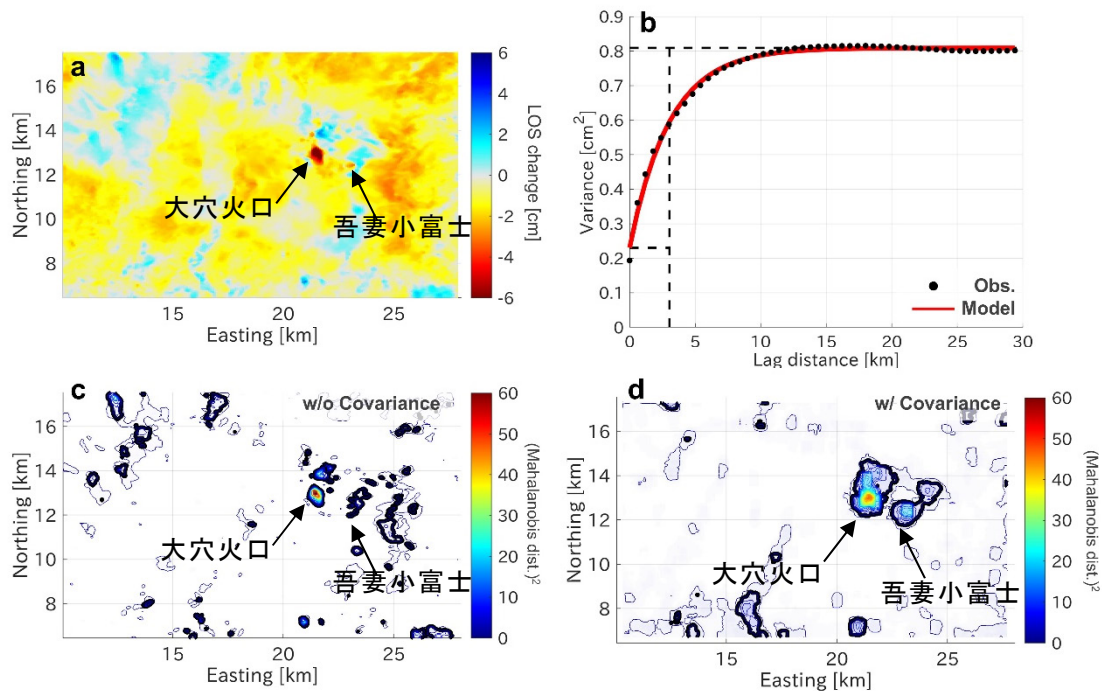 a
17
16
14
12
10
8
Northing [km]
15
20
25
Easting [km]
大穴火口
吾妻小富士
6
4
2
0
-2
-4
-6
LOS change [cm]
b
0.9
0.8
0.7
0.6
0.5
0.4
0.3
0.2
0.1
0
Variance [cm²]
0
5
10
15
20
25
30
Lag distance [km]
Obs.
Model
c
w/o Covariance
16
14
12
10
8
Northing [km]
15
20
25
Easting [km]
大穴火口
吾妻小富士
60
50
40
30
20
10
0
(Mahalanobis dist.)²
d
w/ Covariance
16
14
12
10
8
Northing [km]
15
20
25
Easting [km]
大穴火口
吾妻小富士
60
50
40
30
20
10
0
(Mahalanobis dist.)²